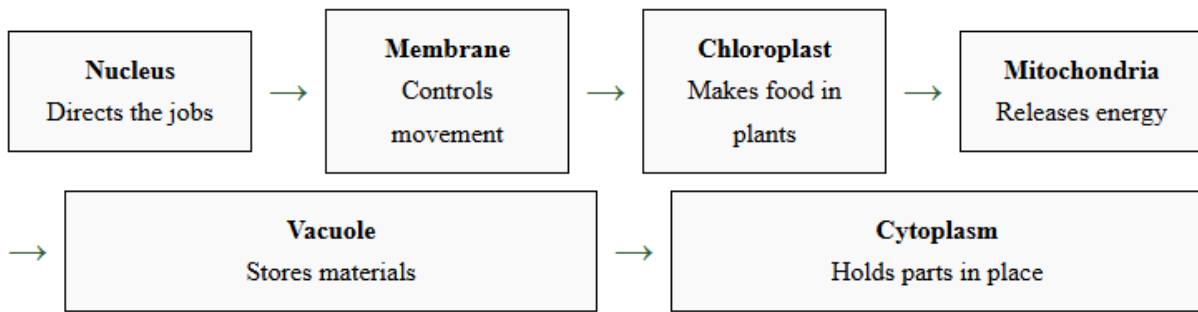 Nucleus
Directs the jobs
→
Membrane
Controls
movement
→
Chloroplast
Makes food in
plants
→
Mitochondria
Releases energy
→
Vacuole
Stores materials
→
Cytoplasm
Holds parts in place